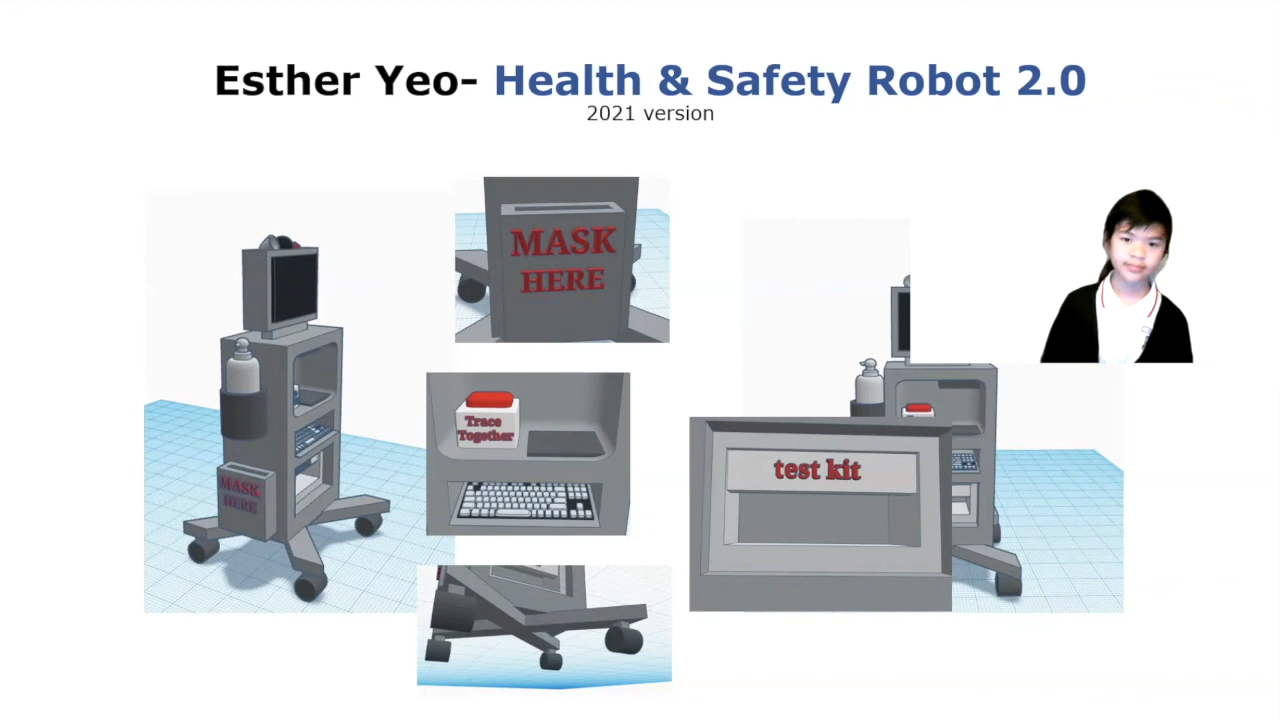 Esther Yeo- Health & Safety Robot 2.0
2021 version
MASK
HERE
MASK
HERE
Trace
Together
test kit